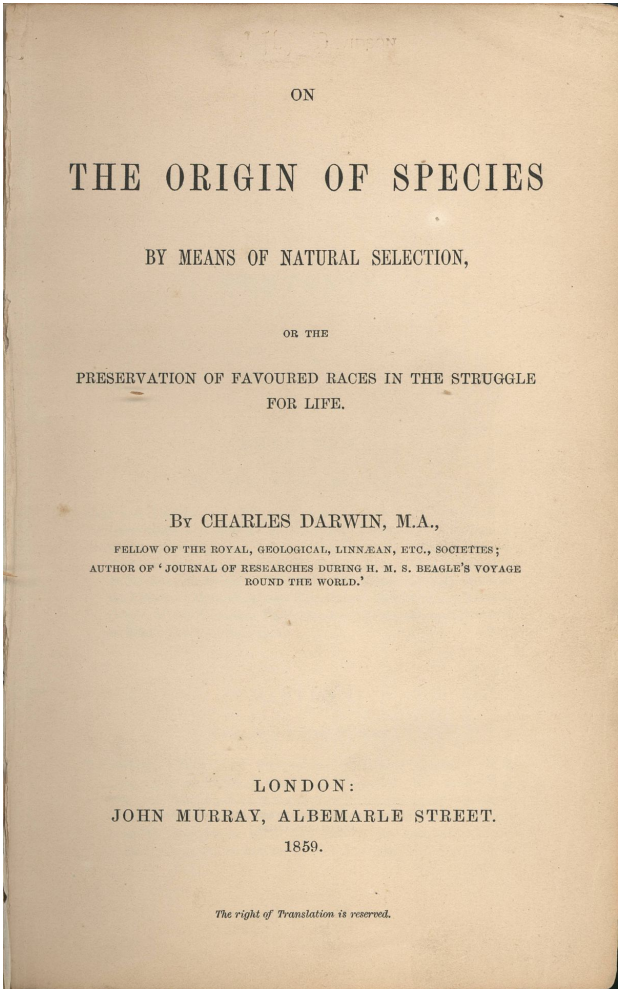 ON
THE ORIGIN OF SPECIES
BY MEANS OF NATURAL SELECTION,
OR THE
PRESERVATION OF FAVOURED RACES IN THE STRUGGLE
FOR LIFE.
BY CHARLES DARWIN, M.A.,
FELLOW OF THE ROYAL, GEOLOGICAL, LINNÆAN, ETC., SOCIETIES;
AUTHOR OF ‘JOURNAL OF RESEARCHES DURING H. M. S. BEAGLE’S VOYAGE
ROUND THE WORLD.’
LONDON:
JOHN MURRAY, ALBEMARLE STREET.
1859.
The right of Translation is reserved.